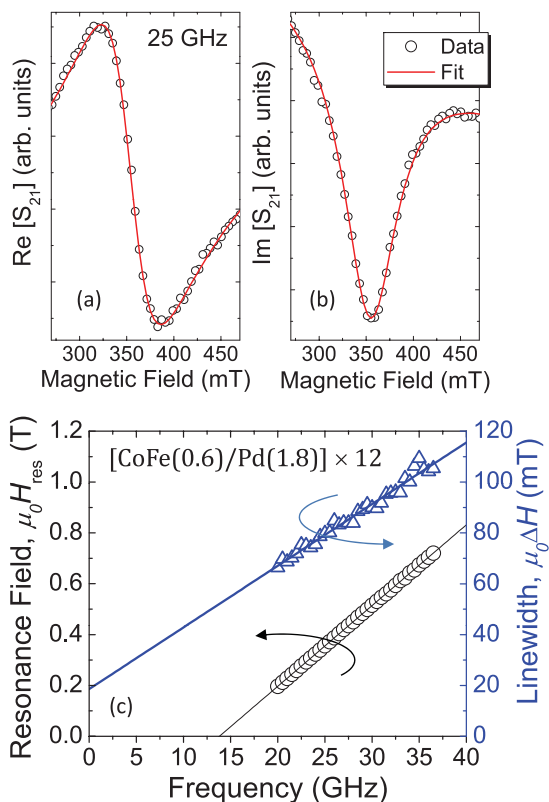 25 GHz
Re [S21] (arb. units)
(a)
300 350 400 450
Magnetic Field (mT)
Data
Fit
Im [S21] (arb. units)
(b)
300 350 400 450
Magnetic Field (mT)
[CoFe(0.6)/Pd(1.8)] × 12
Resonance Field, μ0Hres (T)
1.2
1.0
0.8
0.6
0.4
0.2
0.0
(c)
120
100
80
60
40
20
0
Linewidth, μ0ΔH (mT)
0 5 10 15 20 25 30 35 40
Frequency (GHz)